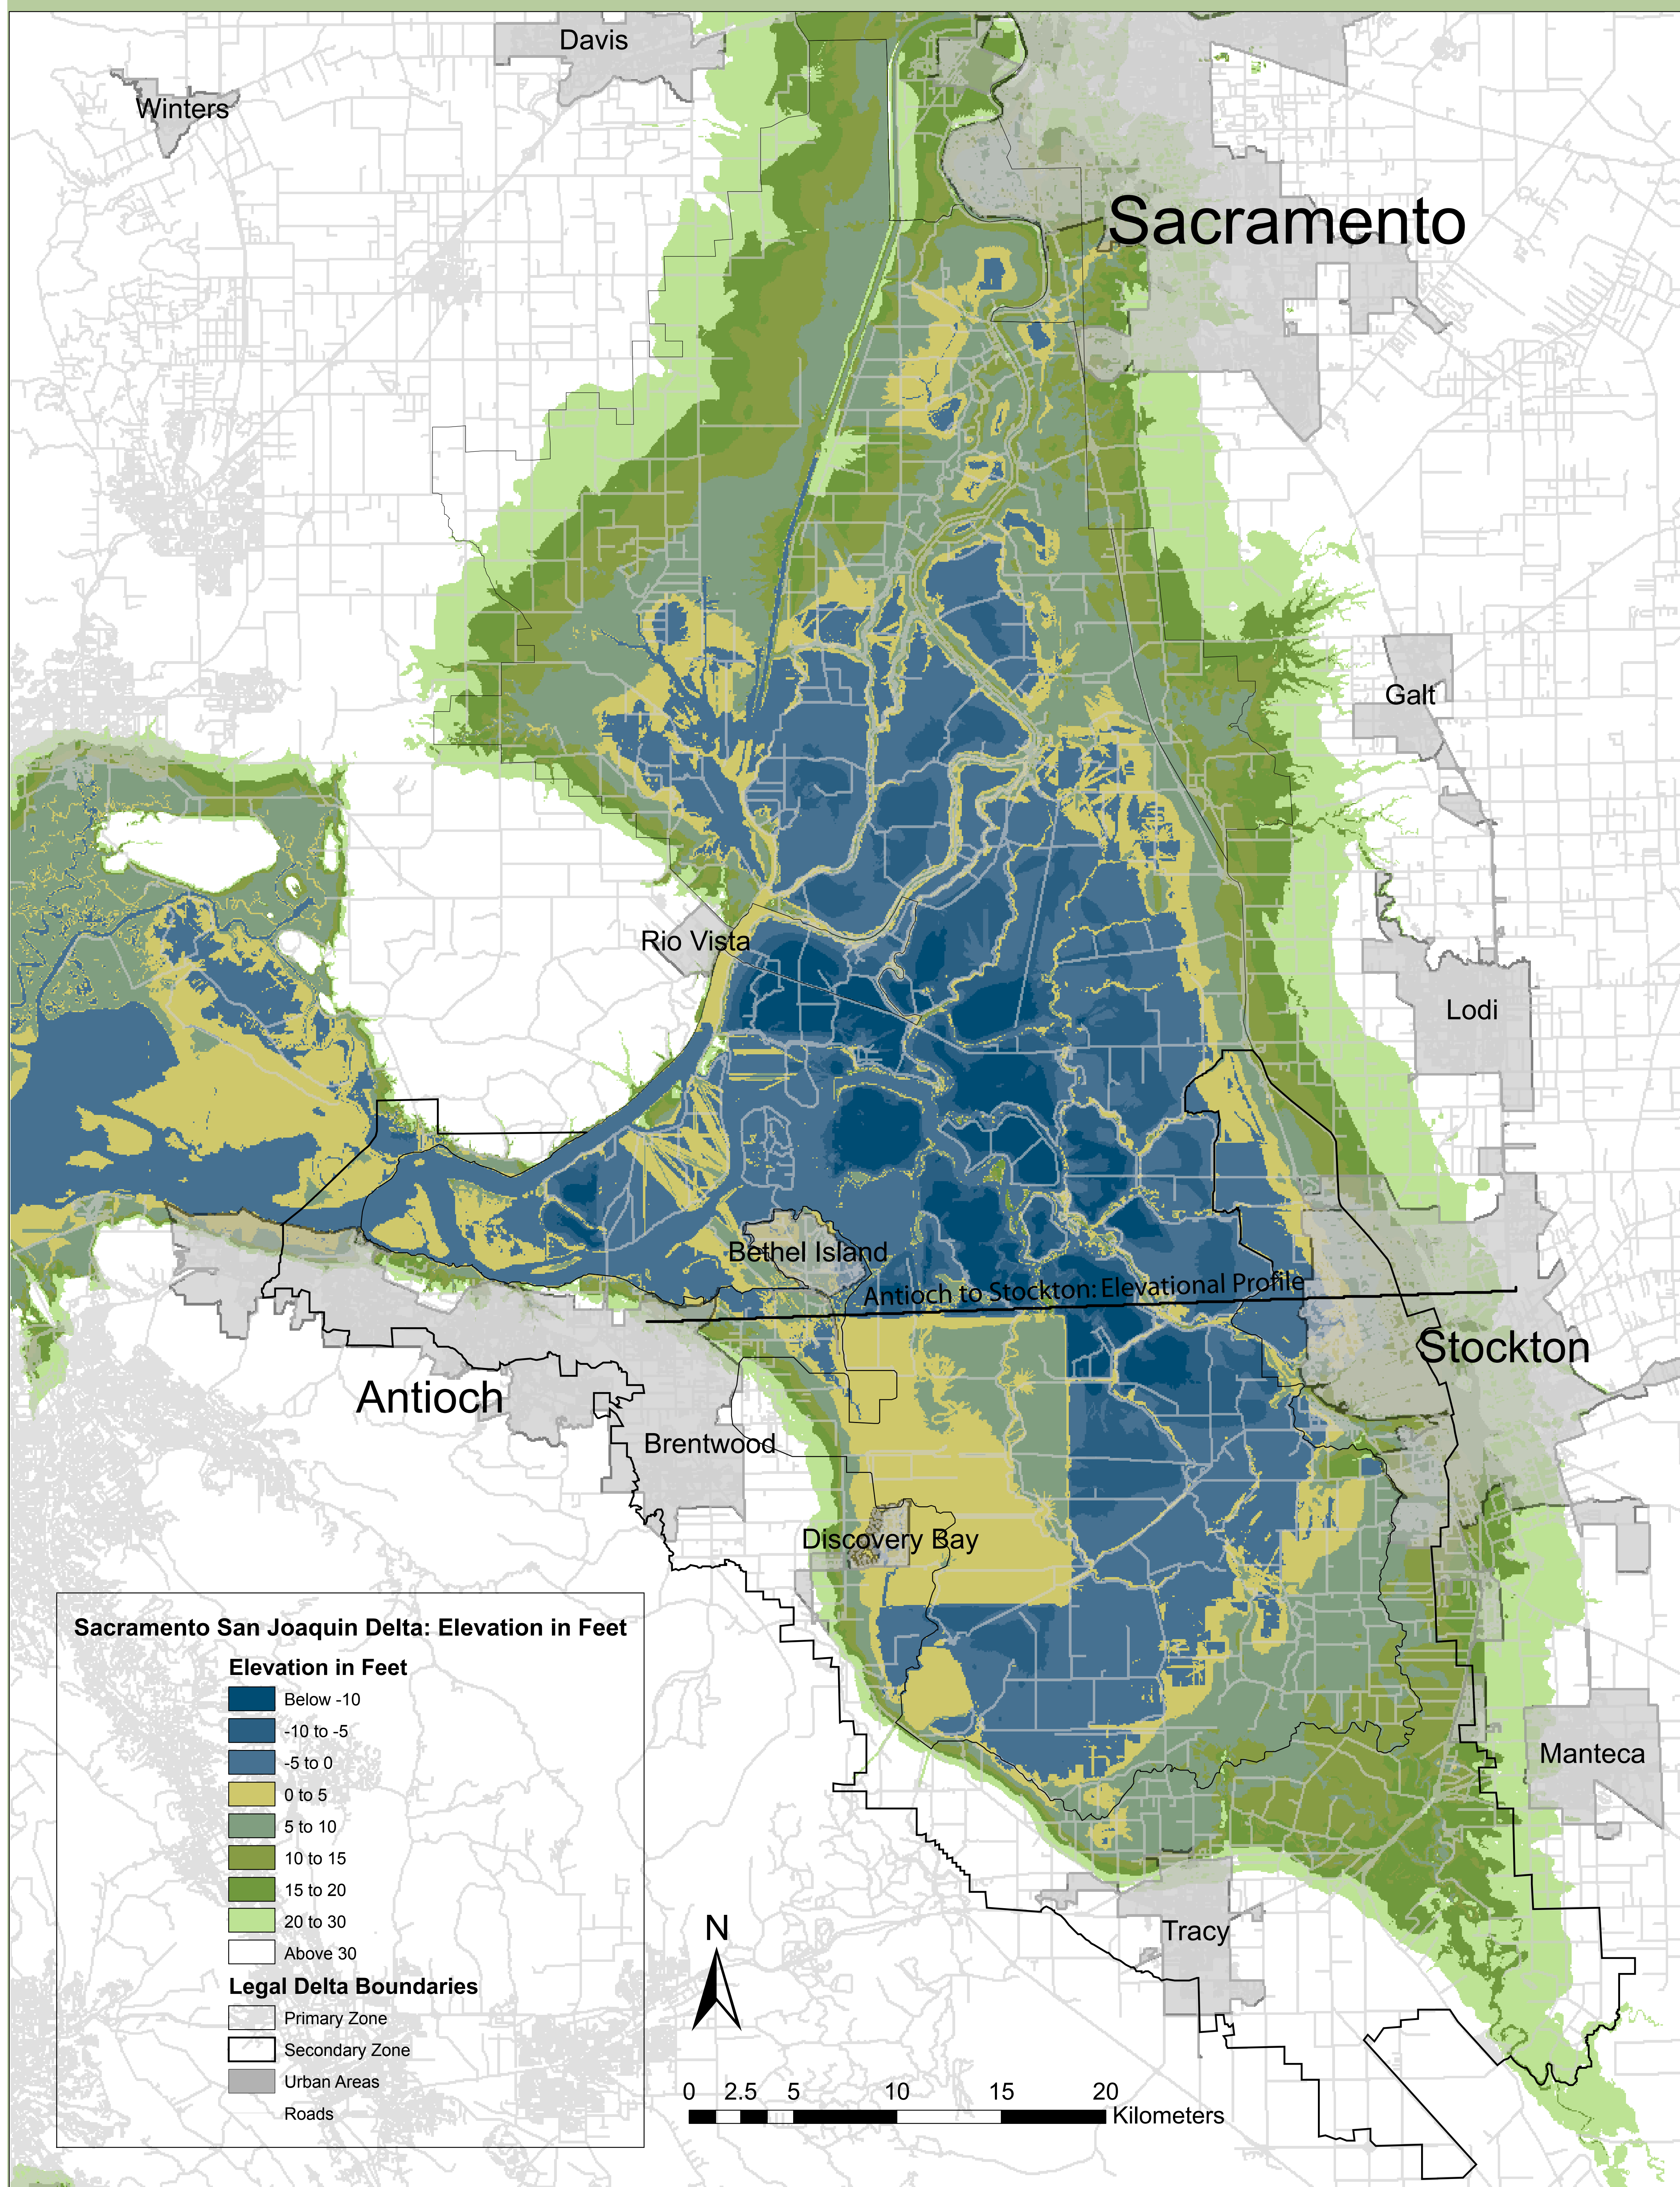 Davis
Winters
Sacramento
Galt
Rio Vista
Lodi
Bethel Island
Antioch to Stockton: Elevational Profile
Stockton
Antioch
Brentwood
Discovery Bay
Sacramento San Joaquin Delta: Elevation in Feet
Elevation in Feet
Below -10
-10 to -5
-5 to 0
0 to 5
5 to 10
10 to 15
15 to 20
20 to 30
Above 30
Legal Delta Boundaries
Primary Zone
Secondary Zone
Urban Areas
Roads
Manteca
Tracy
N
0 2.5 5 10 15 20
Kilometers